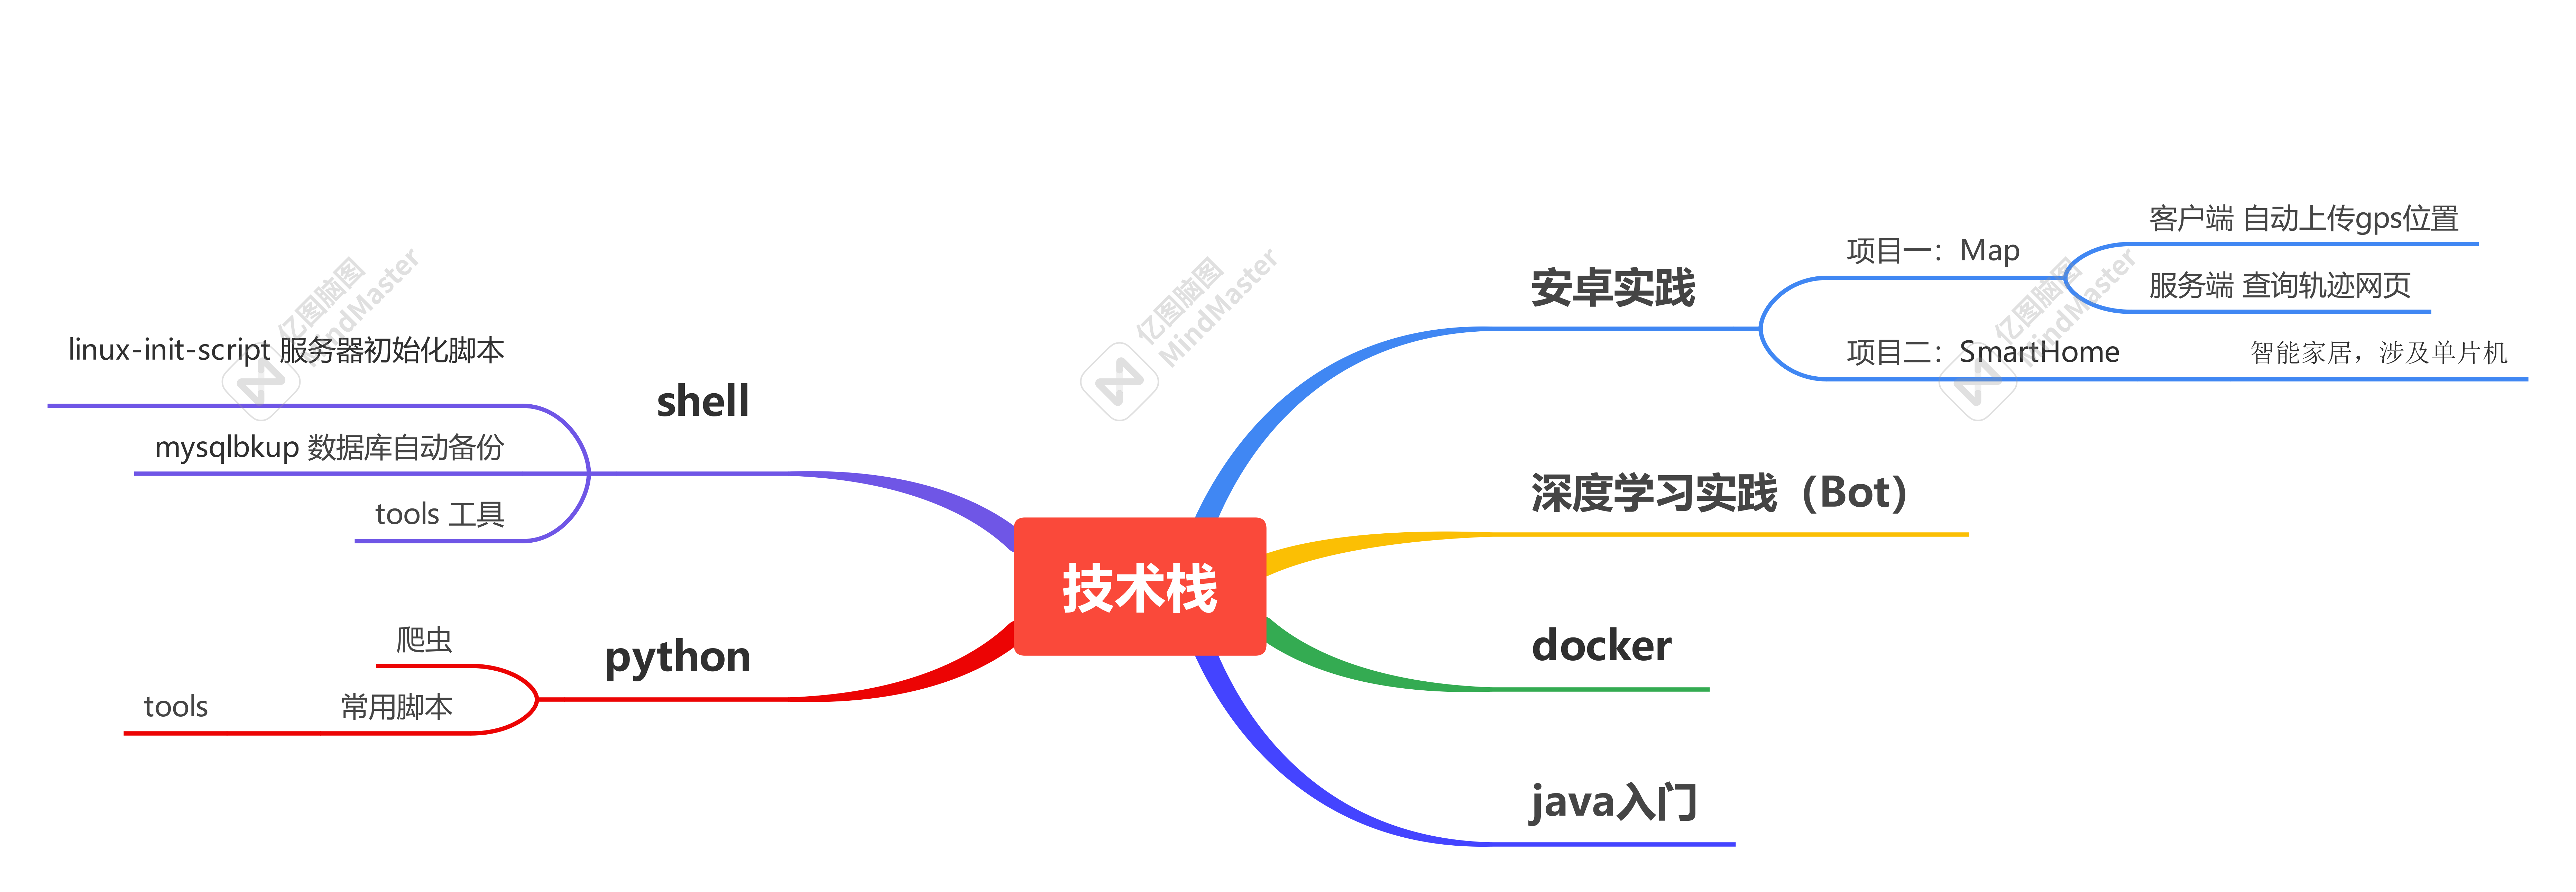 技术栈
安卓实践
项目一：Map
客户端 自动上传gps位置
服务端 查询轨迹网页
项目二：SmartHome 智能家居，涉及单片机
深度学习实践（Bot）
docker
java入门
shell
linux-init-script 服务器初始化脚本
mysqlbkup 数据库自动备份
tools 工具
python
爬虫
tools 常用脚本
亿图脑图
MindMaster
亿图脑图
MindMaster
亿图脑图
MindMaster